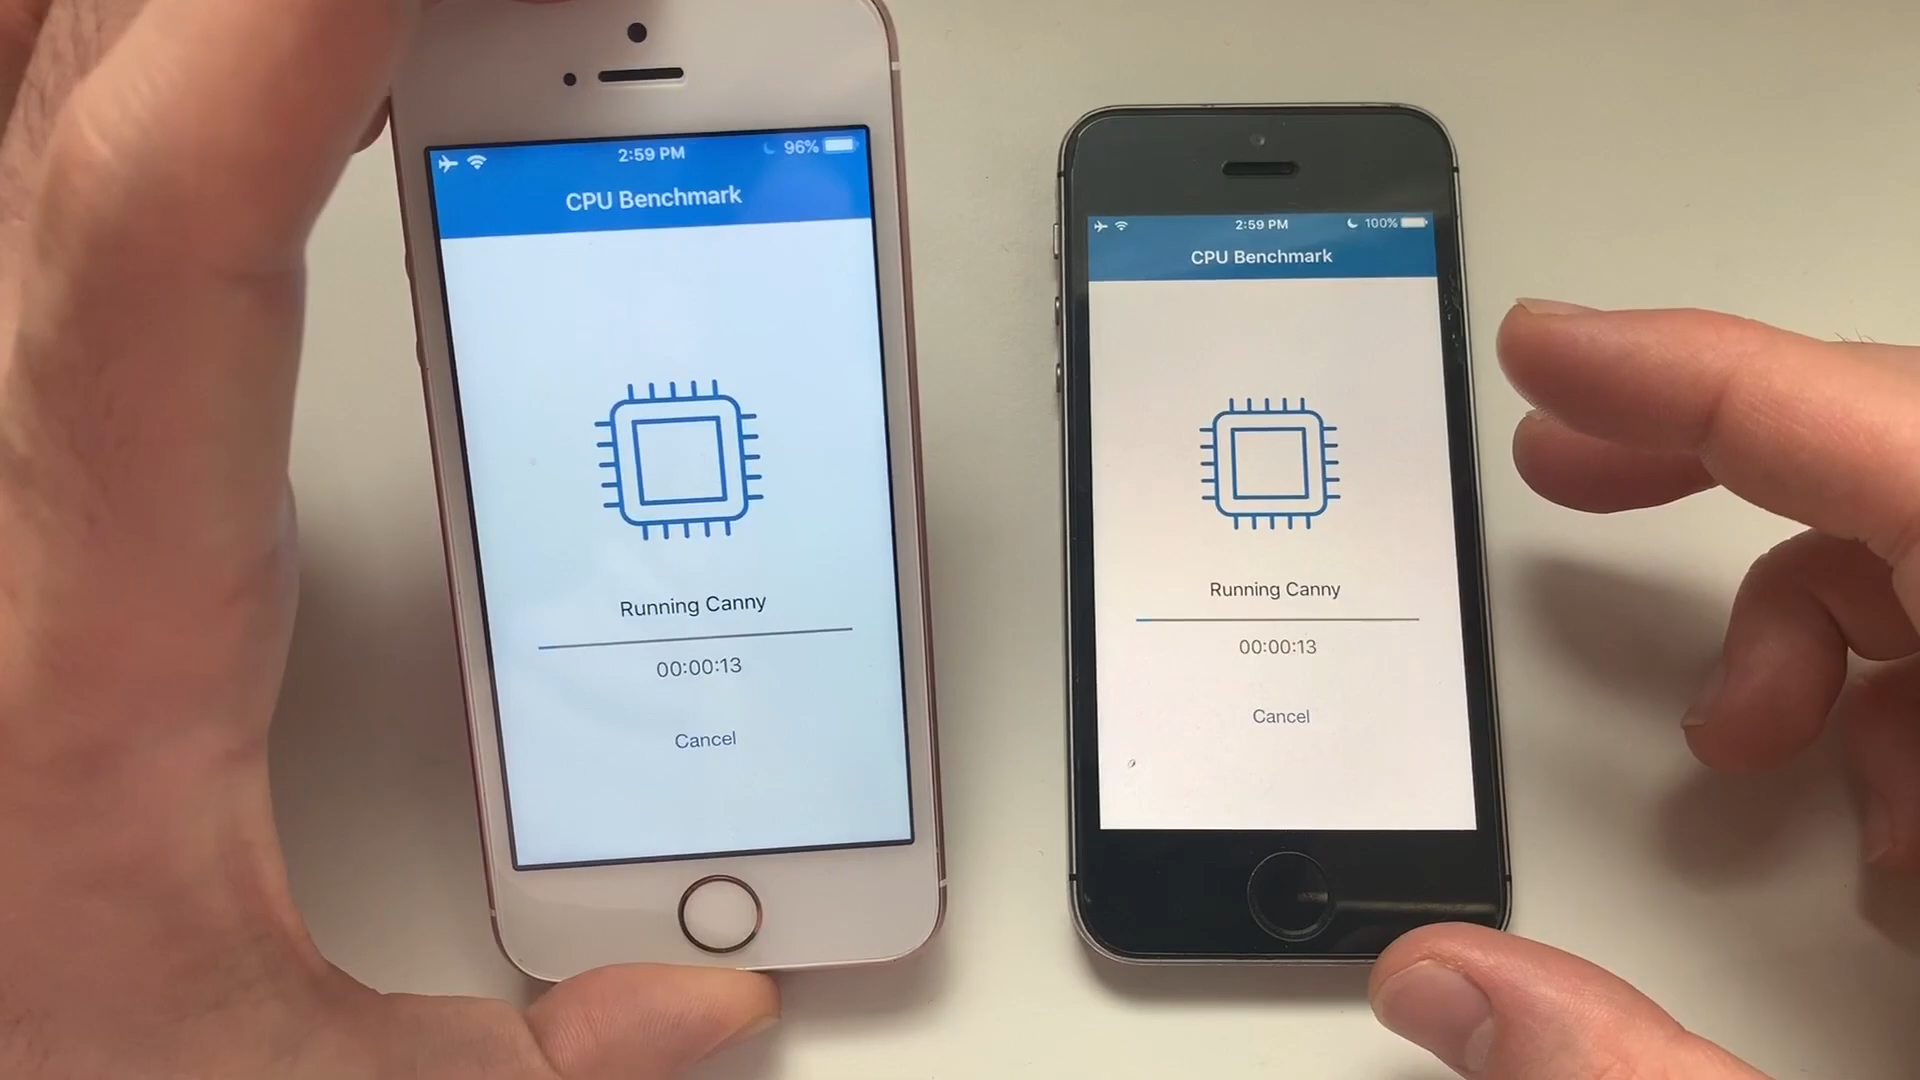 2:59 PM 96%
CPU Benchmark
Running Canny
00:00:13
Cancel
2:59 PM 100%
CPU Benchmark
Running Canny
00:00:13
Cancel